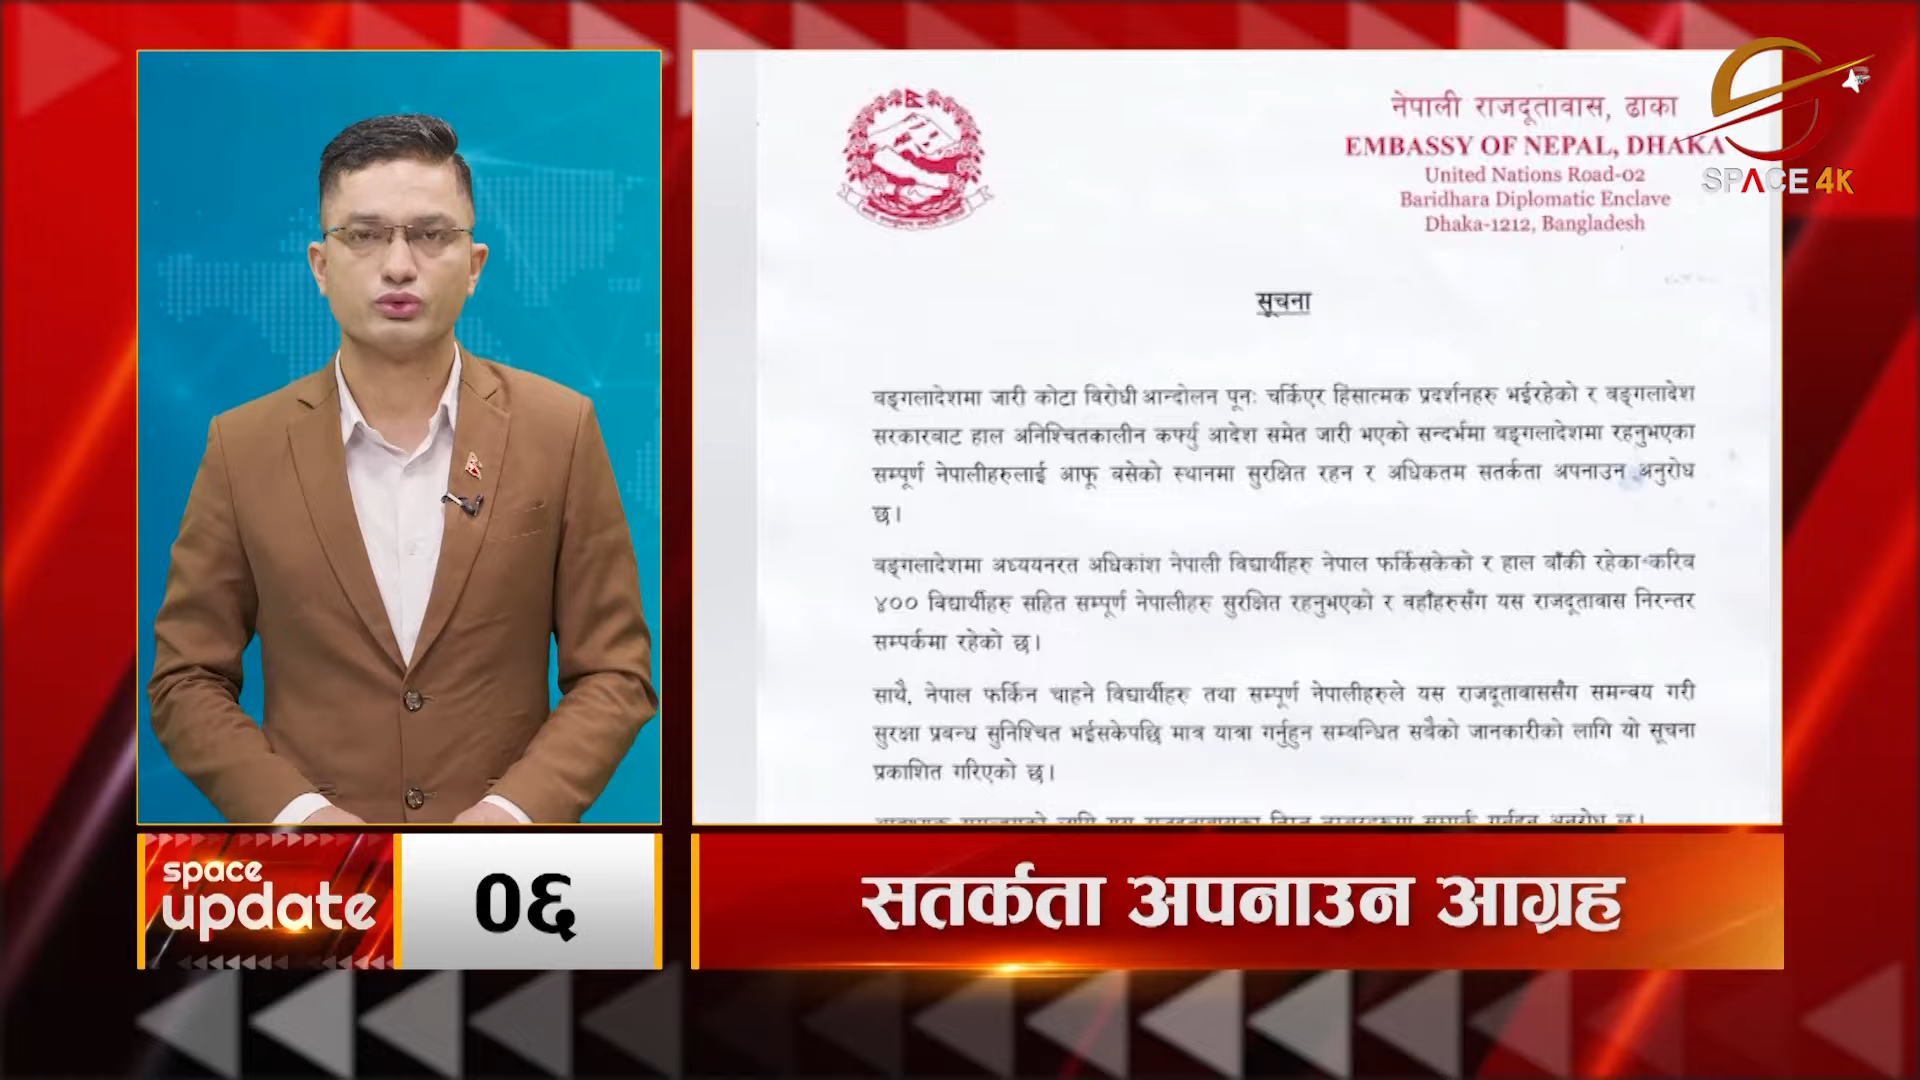 नेपाली राजदूतावास, ढाका
EMBASSY OF NEPAL, DHAKA
United Nations Road-02
Baridhara Diplomatic Enclave
Dhaka-1212, Bangladesh
SPACE 4K
सूचना
बङ्गलादेशमा जारी कोटा विरोधी आन्दोलन पूनः चर्किएर हिंसात्मक प्रदर्शनहरु भईरहेको र बङ्गलादेश
सरकारबाट हाल अनिश्चितकालीन कर्फ्यु आदेश समेत जारी भएको सन्दर्भमा बङ्गलादेशमा रहनुभएका
सम्पूर्ण नेपालीहरुलाई आफू बसेको स्थानमा सुरक्षित रहन र अधिकतम सतर्कता अपनाउन अनुरोध
छ।
बङ्गलादेशमा अध्ययनरत अधिकांश नेपाली विद्यार्थीहरु नेपाल फर्किसकेको र हाल बाँकी रहेका करिब
४०० विद्यार्थीहरु सहित सम्पूर्ण नेपालीहरु सुरक्षित रहनुभएको र वहाँहरुसँग यस राजदूतावास निरन्तर
सम्पर्कमा रहेको छ।
साथै, नेपाल फर्किन चाहने विद्यार्थीहरु तथा सम्पूर्ण नेपालीहरुले यस राजदूतावाससँग समन्वय गरी
सुरक्षा प्रबन्ध सुनिश्चित भईसकेपछि मात्र यात्रा गर्नुहुन सम्बन्धित सबैको जानकारीको लागि यो सूचना
प्रकाशित गरिएको छ।
space
update
०६
सतर्कता अपनाउन आग्रह